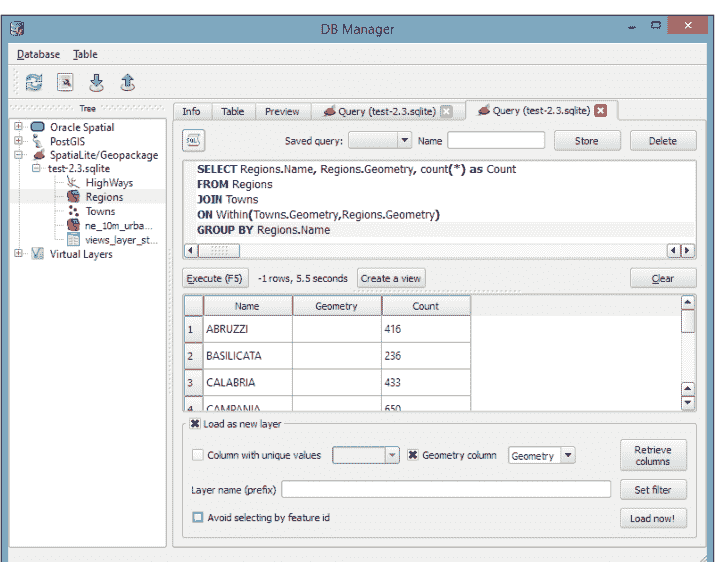 DB Manager
Database Table
Tree
Oracle Spatial
PostGIS
SpatiaLite/Geopackage
test-2.3.sqlite
HighWays
Regions
Towns
ne_10m_urba...
views_layer_st...
Virtual Layers
Info Table Preview Query (test-2.3.sqlite) Query (test-2.3.sqlite)
SQL Saved query: Name Store Delete
SELECT Regions.Name, Regions.Geometry, count(*) as Count
FROM Regions
JOIN Towns
ON Within(Towns.Geometry,Regions.Geometry)
GROUP BY Regions.Name
Execute (F5) -1 rows, 5.5 seconds Create a view Clear
Name Geometry Count
1 ABRUZZI 416
2 BASILICATA 236
3 CALABRIA 433
4 CAMPANIA 650
Load as new layer
Column with unique values Geometry column Geometry Retrieve columns
Layer name (prefix) Set filter
Avoid selecting by feature id Load now!